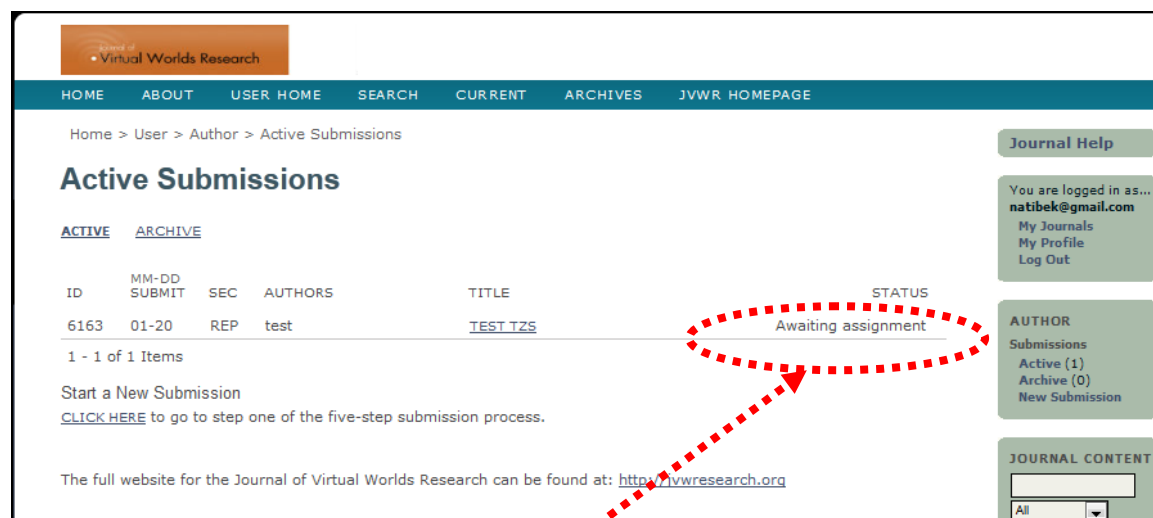 Journal of
• Virtual Worlds Research
HOME ABOUT USER HOME SEARCH CURRENT ARCHIVES JVWR HOMEPAGE
Home > User > Author > Active Submissions
Active Submissions
ACTIVE ARCHIVE
ID MM-DD SUBMIT SEC AUTHORS TITLE STATUS
6163 01-20 REP test TEST TZS Awaiting assignment
1 - 1 of 1 Items
Start a New Submission
CLICK HERE to go to step one of the five-step submission process.
The full website for the Journal of Virtual Worlds Research can be found at: http://jvwresearch.org
Journal Help
You are logged in as...
natibek@gmail.com
My Journals
My Profile
Log Out
AUTHOR
Submissions
Active (1)
Archive (0)
New Submission
JOURNAL CONTENT
All